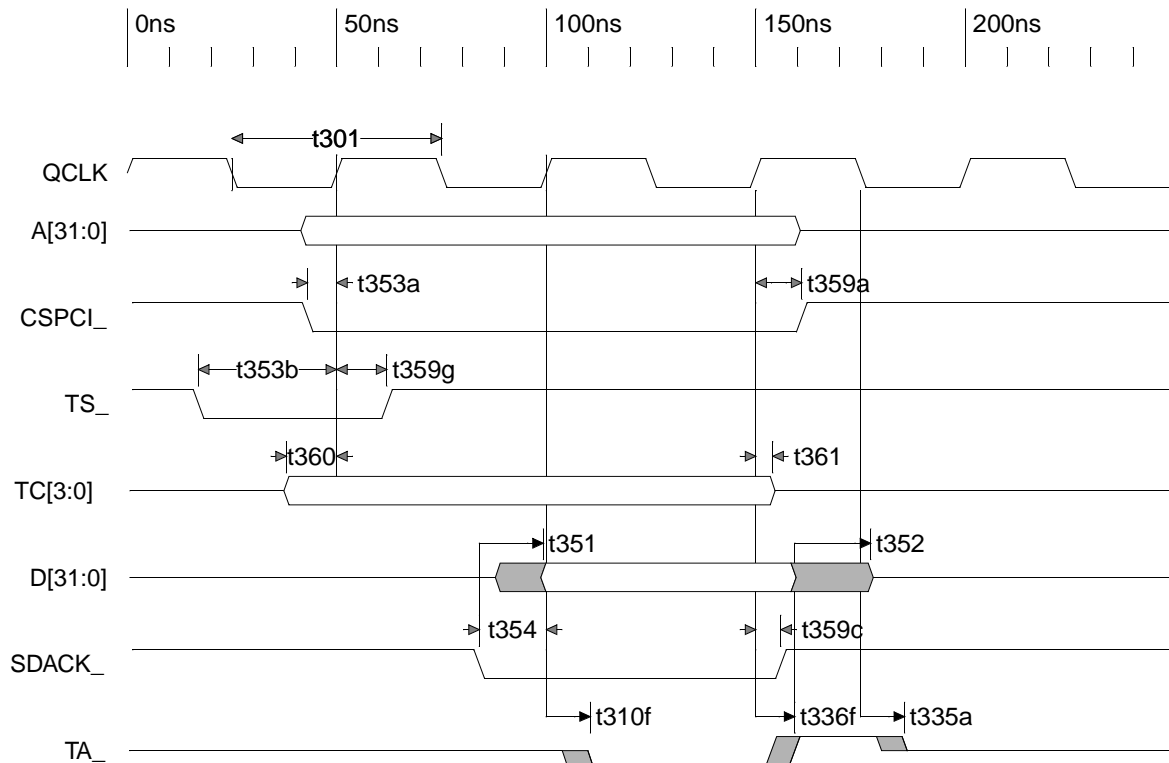 0ns 50ns 100ns 150ns 200ns
t301
QCLK
A[31:0]
t353a t359a
CSPCI_
t353b t359g
TS_
t360 t361
TC[3:0]
t351 t352
D[31:0]
t354 t359c
SDACK_
t310f t336f t335a
TA_